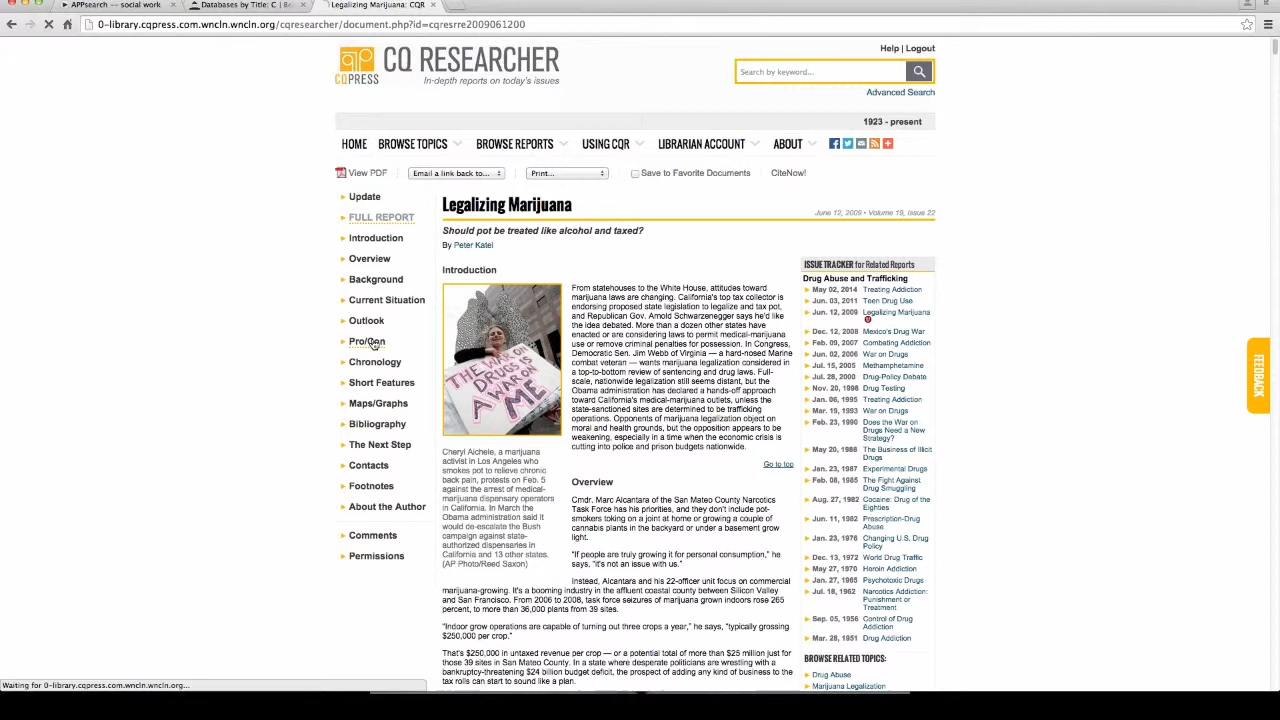 APPsearch -- social work
Databases by Title: C | Be
Legalizing Marijuana: CQR
0-library.cqpress.com.wncln.wncln.org/cqresearcher/document.php?id=cqresrre2009061200
CQPRESS
CQ RESEARCHER
In-depth reports on today's issues
Help | Logout
Search by keyword...
Advanced Search
1923 - present
HOME BROWSE TOPICS BROWSE REPORTS USING CQR LIBRARIAN ACCOUNT ABOUT
View PDF Email a link back to... Print... Save to Favorite Documents CiteNow!
Update
FULL REPORT
Introduction
Overview
Background
Current Situation
Outlook
Pro/Con
Chronology
Short Features
Maps/Graphs
Bibliography
The Next Step
Contacts
Footnotes
About the Author
Comments
Permissions
Legalizing Marijuana
June 12, 2009 • Volume 19, Issue 22
Should pot be treated like alcohol and taxed?
By Peter Katel
Introduction
THE WAR ON
DRUGS IS
A WAR ON
ME
Cheryl Aichele, a marijuana
activist in Los Angeles who
smokes pot to relieve chronic
back pain, protests on Feb. 5
against the arrest of medical-
marijuana dispensary operators
in California. In March the
Obama administration said it
would de-escalate the Bush
campaign against state-
authorized dispensaries in
California and 13 other states.
(AP Photo/Reed Saxon)
From statehouses to the White House, attitudes toward
marijuana laws are changing. California's top tax collector is
endorsing proposed state legislation to legalize and tax pot,
and Republican Gov. Arnold Schwarzenegger says he'd like
the idea debated. More than a dozen other states have
enacted or are considering laws to permit medical-marijuana
use or remove criminal penalties for possession. In Congress,
Democratic Sen. Jim Webb of Virginia — a hard-nosed Marine
combat veteran — wants marijuana legalization considered in
a top-to-bottom review of sentencing and drug laws. Full-
scale, nationwide legalization still seems distant, but the
Obama administration has declared a hands-off approach
toward California's medical-marijuana outlets, unless the
state-sanctioned sites are determined to be trafficking
operations. Opponents of marijuana legalization object on
moral and health grounds, but the opposition appears to be
weakening, especially in a time when the economic crisis is
cutting into police and prison budgets nationwide.
Go to top
Overview
Cmdr. Marc Alcantara of the San Mateo County Narcotics
Task Force has his priorities, and they don't include pot-
smokers toking on a joint at home or growing a couple of
cannabis plants in the backyard or under a basement grow
light.
"If people are truly growing it for personal consumption," he
says, "it's not an issue with us."
Instead, Alcantara and his 22-officer unit focus on commercial
marijuana-growing. It's a booming industry in the affluent coastal county between Silicon Valley
and San Francisco. From 2006 to 2008, task force seizures of marijuana grown indoors rose 265
percent, to more than 36,000 plants from 39 sites.
"Indoor grow operations are capable of turning out three crops a year," he says, "typically grossing
$250,000 per crop."
That's $250,000 in untaxed revenue per crop — or a potential total of more than $25 million just for
those 39 sites in San Mateo County. In a state where desperate politicians are wrestling with a
bankruptcy-threatening $24 billion budget deficit, the prospect of adding any kind of business to the
tax rolls can start to sound like a plan.
ISSUE TRACKER for Related Reports
Drug Abuse and Trafficking
May 02, 2014 Treating Addiction
Jun. 03, 2011 Teen Drug Use
Jun. 12, 2009 Legalizing Marijuana
Dec. 12, 2008 Mexico's Drug War
Feb. 09, 2007 Combating Addiction
Jun. 02, 2006 War on Drugs
Jul. 15, 2005 Methamphetamine
Jul. 28, 2000 Drug-Policy Debate
Nov. 20, 1998 Drug Testing
Jan. 06, 1995 Treating Addiction
Mar. 19, 1993 War on Drugs
Feb. 23, 1990 Does the War on
Drugs Need a New
Strategy?
May 20, 1988 The Business of Illicit
Drugs
Jan. 23, 1987 Experimental Drugs
Feb. 08, 1985 The Fight Against
Drug Smuggling
Aug. 27, 1982 Cocaine: Drug of the
Eighties
Jun. 11, 1982 Prescription-Drug
Abuse
Jan. 23, 1976 Changing U.S. Drug
Policy
Dec. 13, 1972 World Drug Traffic
May 27, 1970 Heroin Addiction
Jan. 27, 1965 Psychotoxic Drugs
Jul. 18, 1962 Narcotics Addiction:
Punishment or
Treatment
Sep. 05, 1956 Control of Drug
Addiction
Mar. 28, 1951 Drug Addiction
BROWSE RELATED TOPICS:
Drug Abuse
Marijuana Legalization
FEEDBACK
Waiting for 0-library.cqpress.com.wncln.wncln.org...